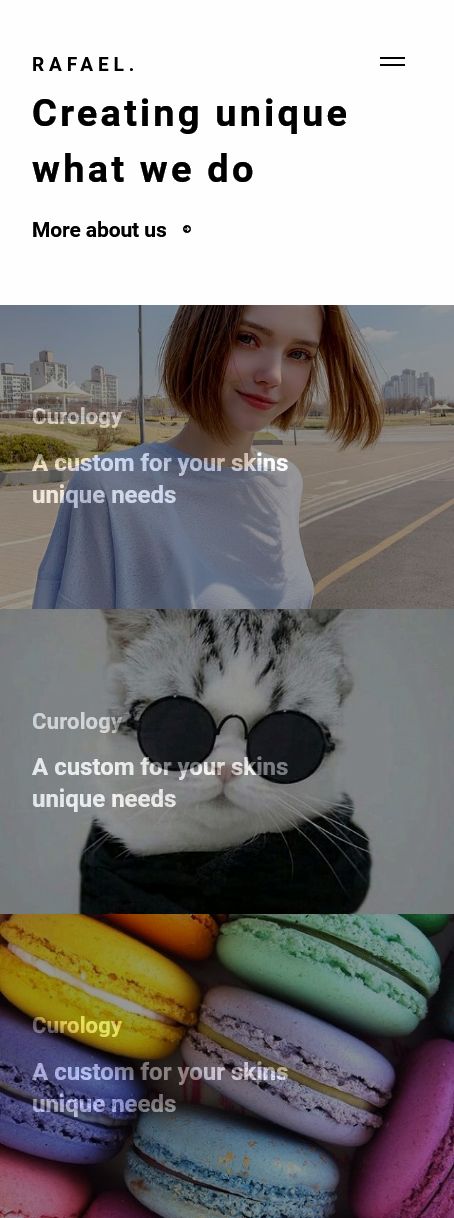 RAFAEL.
Creating unique
what we do
More about us
Curology
A custom for your skins
unique needs
Curology
A custom for your skins
unique needs
Curology
A custom for your skins
unique needs